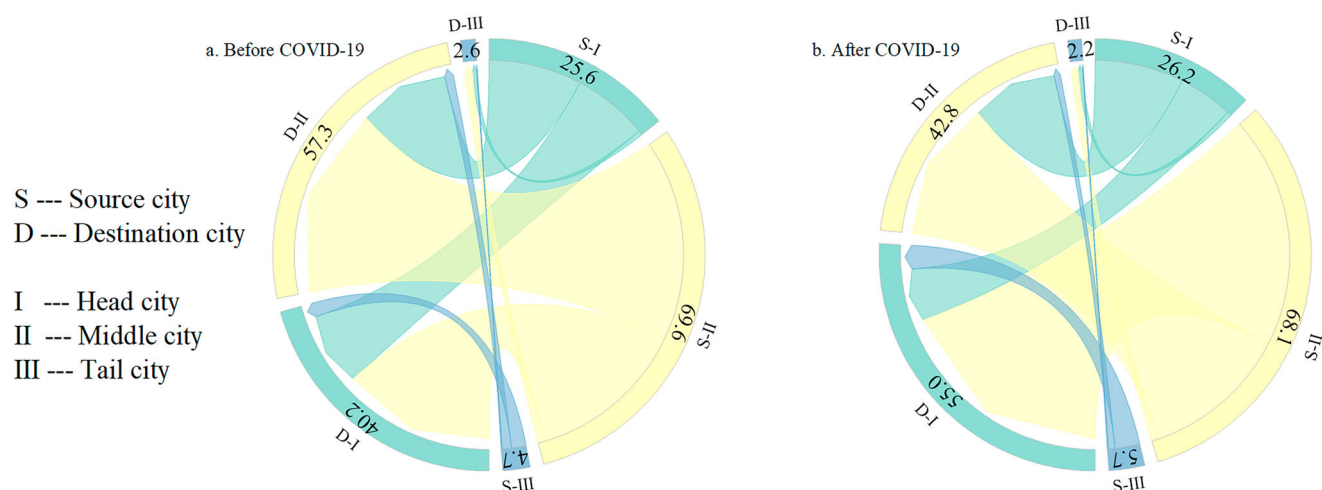 S --- Source city
D --- Destination city
I --- Head city
II --- Middle city
III --- Tail city
a. Before COVID-19
D-III
2.6
S-I
25.6
D-II
57.3
S-II
69.6
D-I
40.2
S-III
4.7
b. After COVID-19
D-III
2.2
S-I
26.2
D-II
42.8
S-II
68.1
D-I
55.0
S-III
5.7